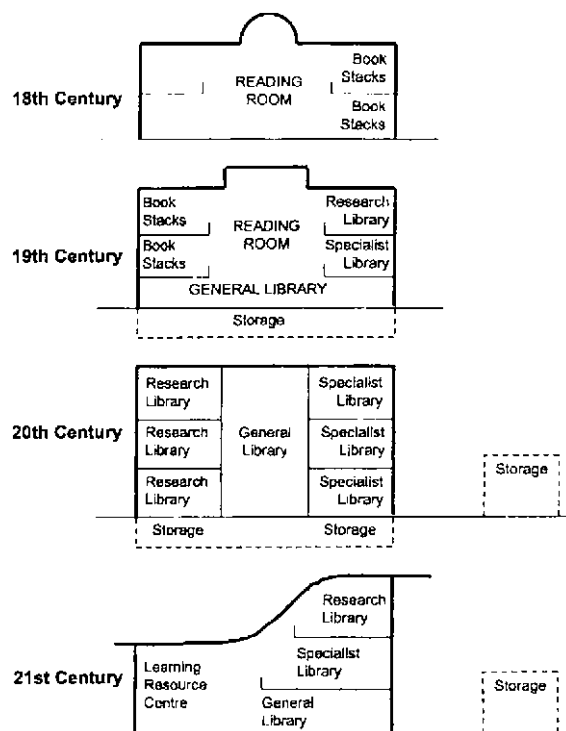 18th Century
READING
ROOM
Book
Stacks
Book
Stacks
19th Century
Book
Stacks
Book
Stacks
READING
ROOM
Research
Library
Specialist
Library
GENERAL LIBRARY
Storage
20th Century
Research
Library
Research
Library
Research
Library
General
Library
Specialist
Library
Specialist
Library
Specialist
Library
Storage
Storage
Storage
21st Century
Learning
Resource
Centre
Research
Library
Specialist
Library
General
Library
Storage